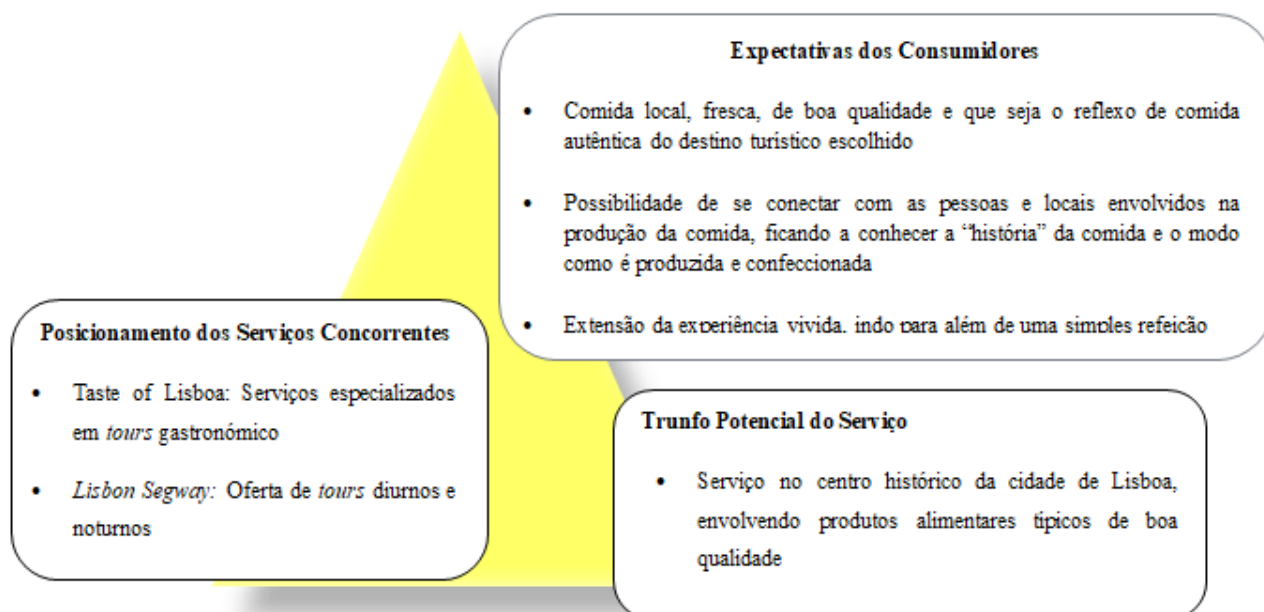 Expectativas dos Consumidores
• Comida local, fresca, de boa qualidade e que seja o reflexo de comida
autêntica do destino turístico escolhido
• Possibilidade de se conectar com as pessoas e locais envolvidos na
produção da comida, ficando a conhecer a “história” da comida e o modo
como é produzida e confeccionada
• Extensão da experiência vivida, indo para além de uma simples refeição
Posicionamento dos Serviços Concorrentes
• Taste of Lisboa: Serviços especializados
em tours gastronómico
• Lisbon Segway: Oferta de tours diurnos e
noturnos
Trunfo Potencial do Serviço
• Serviço no centro histórico da cidade de Lisboa,
envolvendo produtos alimentares típicos de boa
qualidade